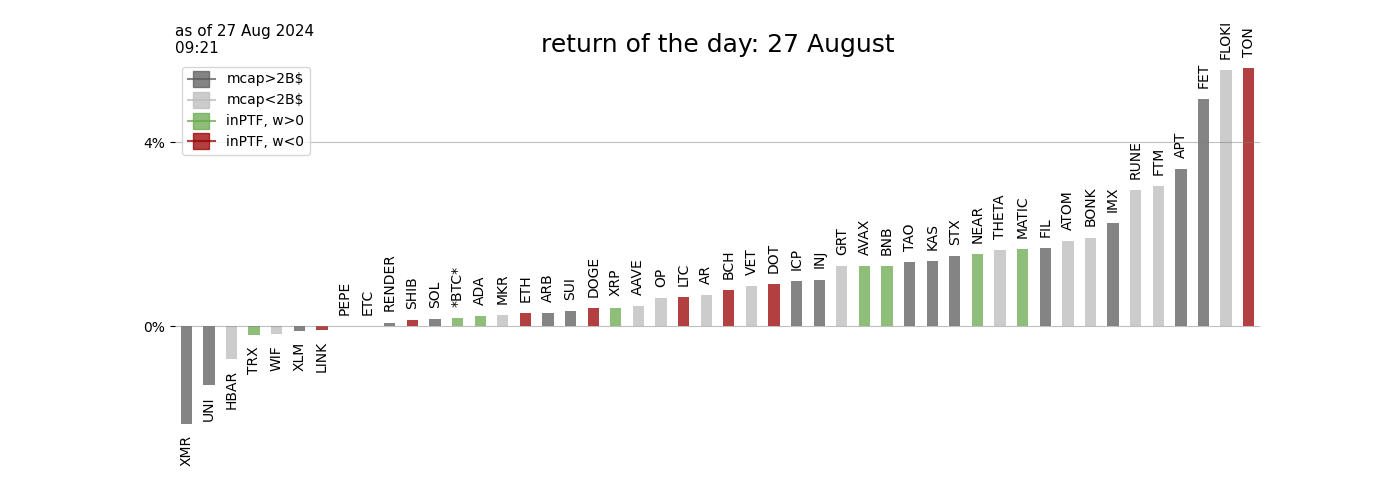 as of 27 Aug 2024
09:21
return of the day: 27 August
mcap>2B$
mcap<2B$
inPTF, w>0
inPTF, w<0
4%
0%
XMR
UNI
HBAR
TRX
WIF
XLM
LINK
PEPE
ETC
RENDER
SHIB
SOL
*BTC*
ADA
MKR
ETH
ARB
SUI
DOGE
XRP
AAVE
OP
LTC
AR
BCH
VET
DOT
ICP
INJ
GRT
AVAX
BNB
TAO
KAS
STX
NEAR
THETA
MATIC
FIL
ATOM
BONK
IMX
RUNE
FTM
APT
FET
FLOKI
TON